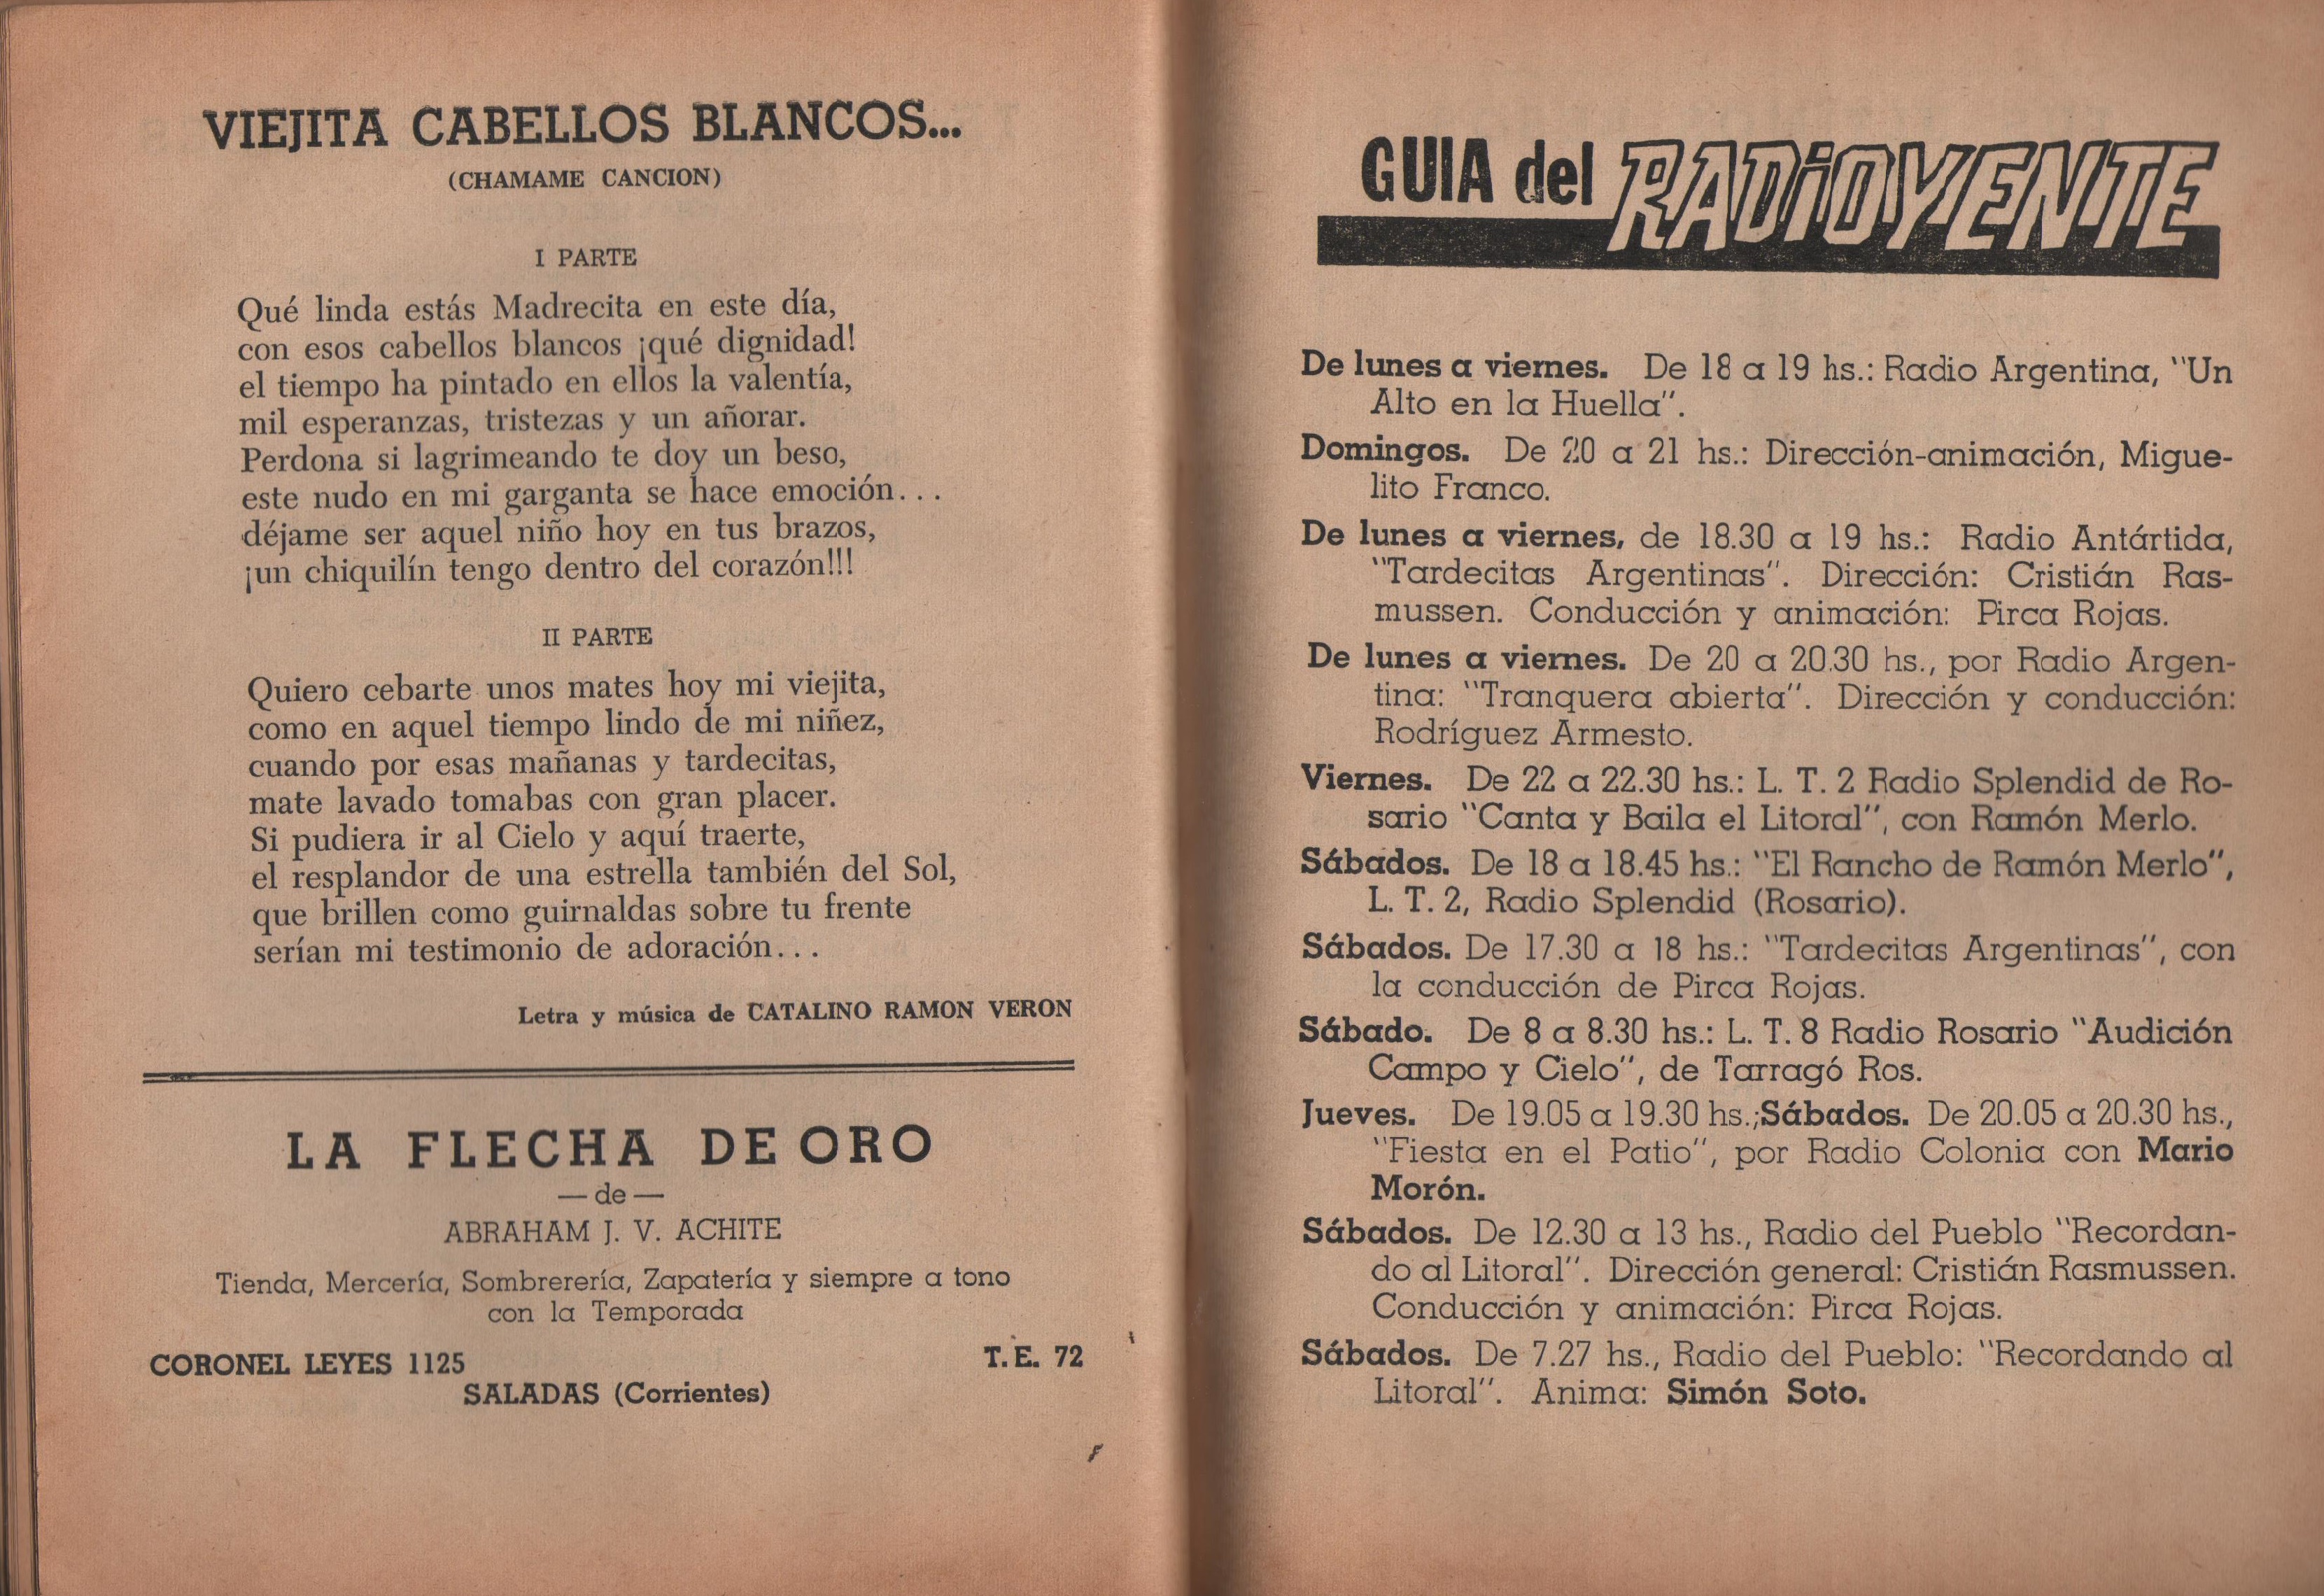 VIEJITA CABELLOS BLANCOS...
(CHAMAME CANCION)
I PARTE
Qué linda estás Madrecita en este día,
con esos cabellos blancos ¡qué dignidad!
el tiempo ha pintado en ellos la valentía,
mil esperanzas, tristezas y un añorar.
Perdona si lagrimeando te doy un beso,
este nudo en mi garganta se hace emoción...
déjame ser aquel niño hoy en tus brazos,
¡un chiquilín tengo dentro del corazón!!!
II PARTE
Quiero cebarte unos mates hoy mi viejita,
como en aquel tiempo lindo de mi niñez,
cuando por esas mañanas y tardecitas,
mate lavado tomabas con gran placer.
Si pudiera ir al Cielo y aquí traerte,
el resplandor de una estrella también del Sol,
que brillen como guirnaldas sobre tu frente
serían mi testimonio de adoración...
Letra y música de CATALINO RAMON VERON
LA FLECHA DE ORO
— de —
ABRAHAM J. V. ACHITE
Tienda, Mercería, Sombrerería, Zapatería y siempre a tono
con la Temporada
CORONEL LEYES 1125 T. E. 72
SALADAS (Corrientes)
GUIA del RADiOYENTE
De lunes a viernes. De 18 a 19 hs.: Radio Argentina, "Un
Alto en la Huella".
Domingos. De 20 a 21 hs.: Dirección-animación, Migue-
lito Franco.
De lunes a viernes, de 18.30 a 19 hs.: Radio Antártida,
"Tardecitas Argentinas". Dirección: Cristián Ras-
mussen. Conducción y animación: Pirca Rojas.
De lunes a viernes. De 20 a 20.30 hs., por Radio Argen-
tina: "Tranquera abierta". Dirección y conducción:
Rodríguez Armesto.
Viernes. De 22 a 22.30 hs.: L. T. 2 Radio Splendid de Ro-
sario "Canta y Baila el Litoral", con Ramón Merlo.
Sábados. De 18 a 18.45 hs.: "El Rancho de Ramón Merlo",
L. T. 2, Radio Splendid (Rosario).
Sábados. De 17.30 a 18 hs.: "Tardecitas Argentinas", con
la conducción de Pirca Rojas.
Sábado. De 8 a 8.30 hs.: L. T. 8 Radio Rosario "Audición
Campo y Cielo", de Tarragó Ros.
Jueves. De 19.05 a 19.30 hs.;Sábados. De 20.05 a 20.30 hs.,
"Fiesta en el Patio", por Radio Colonia con Mario
Morón.
Sábados. De 12.30 a 13 hs., Radio del Pueblo "Recordan-
do al Litoral". Dirección general: Cristián Rasmussen.
Conducción y animación: Pirca Rojas.
Sábados. De 7.27 hs., Radio del Pueblo: "Recordando al
Litoral". Anima: Simón Soto.